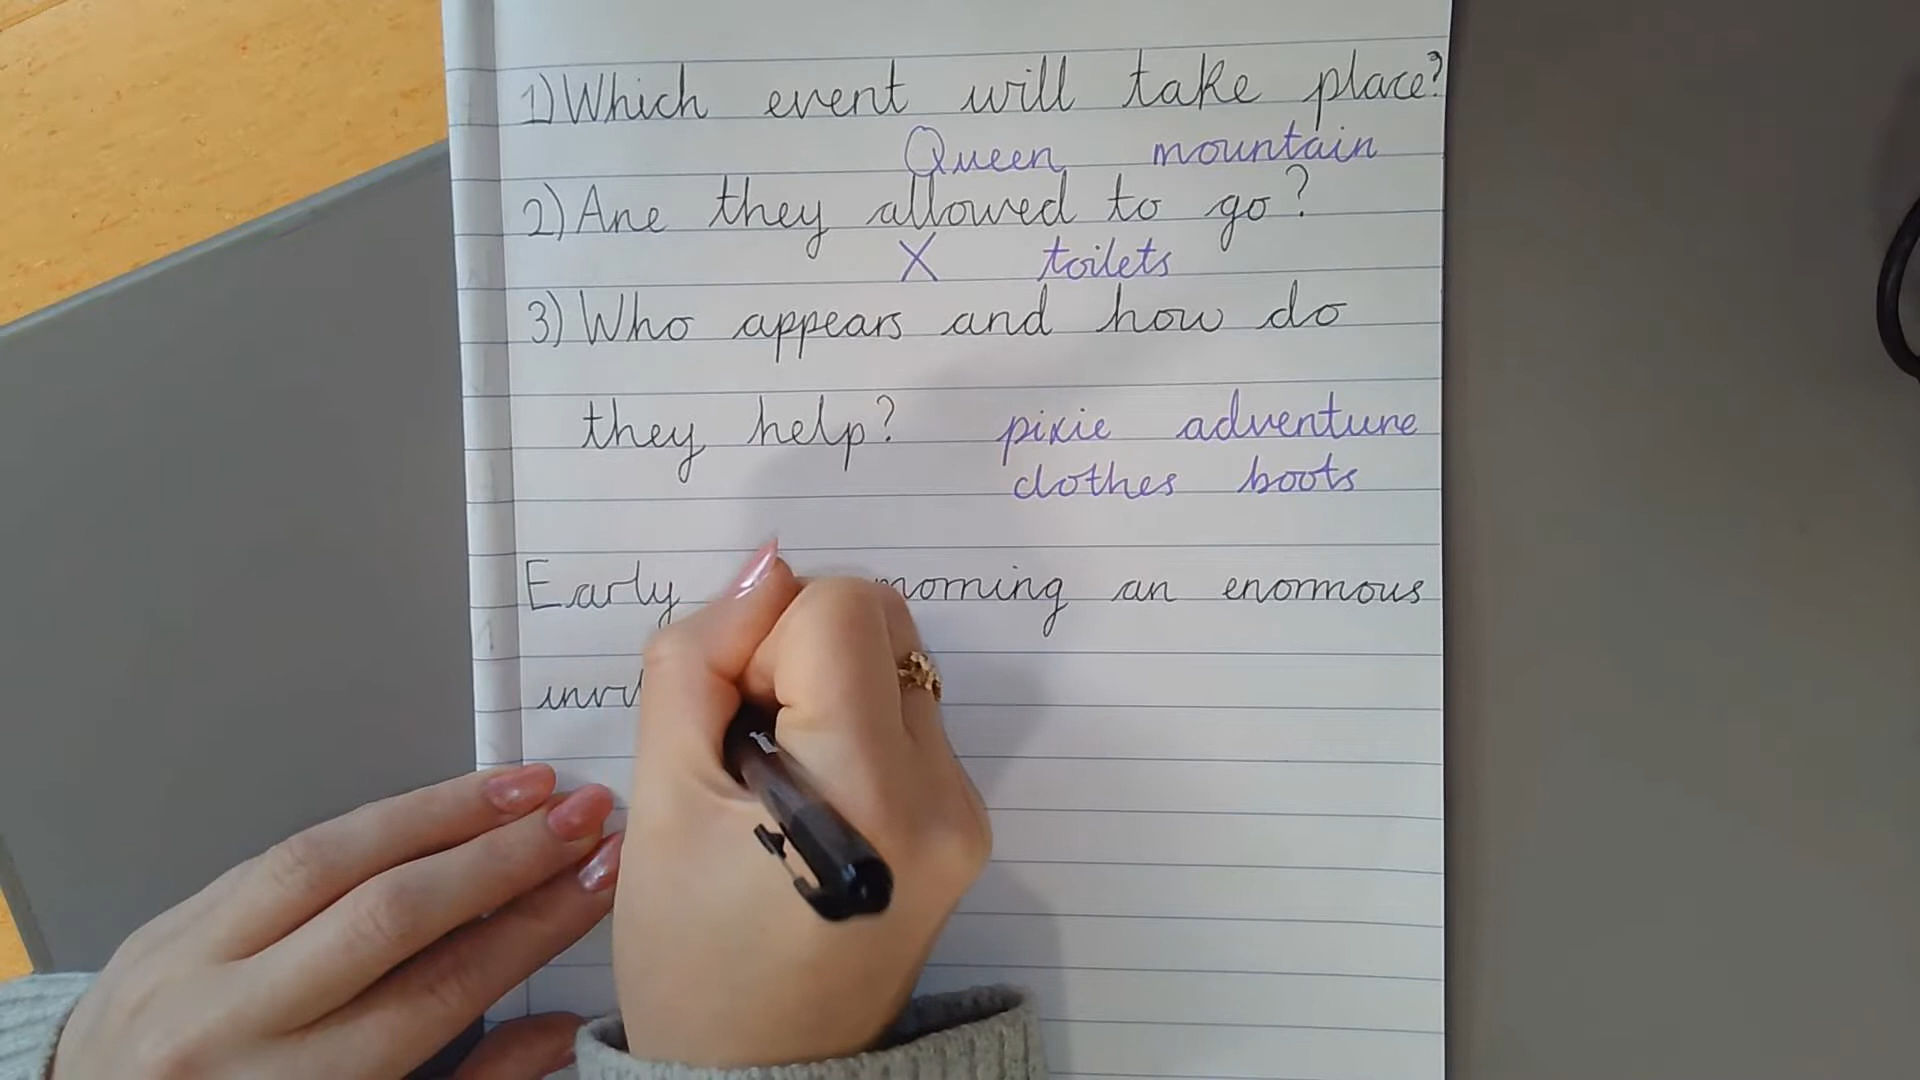 1) Which event will take place?
Queen mountain
2) Are they allowed to go?
X toilets
3) Who appears and how do
they help? pixie adventure
clothes boots
Early morning an enormous